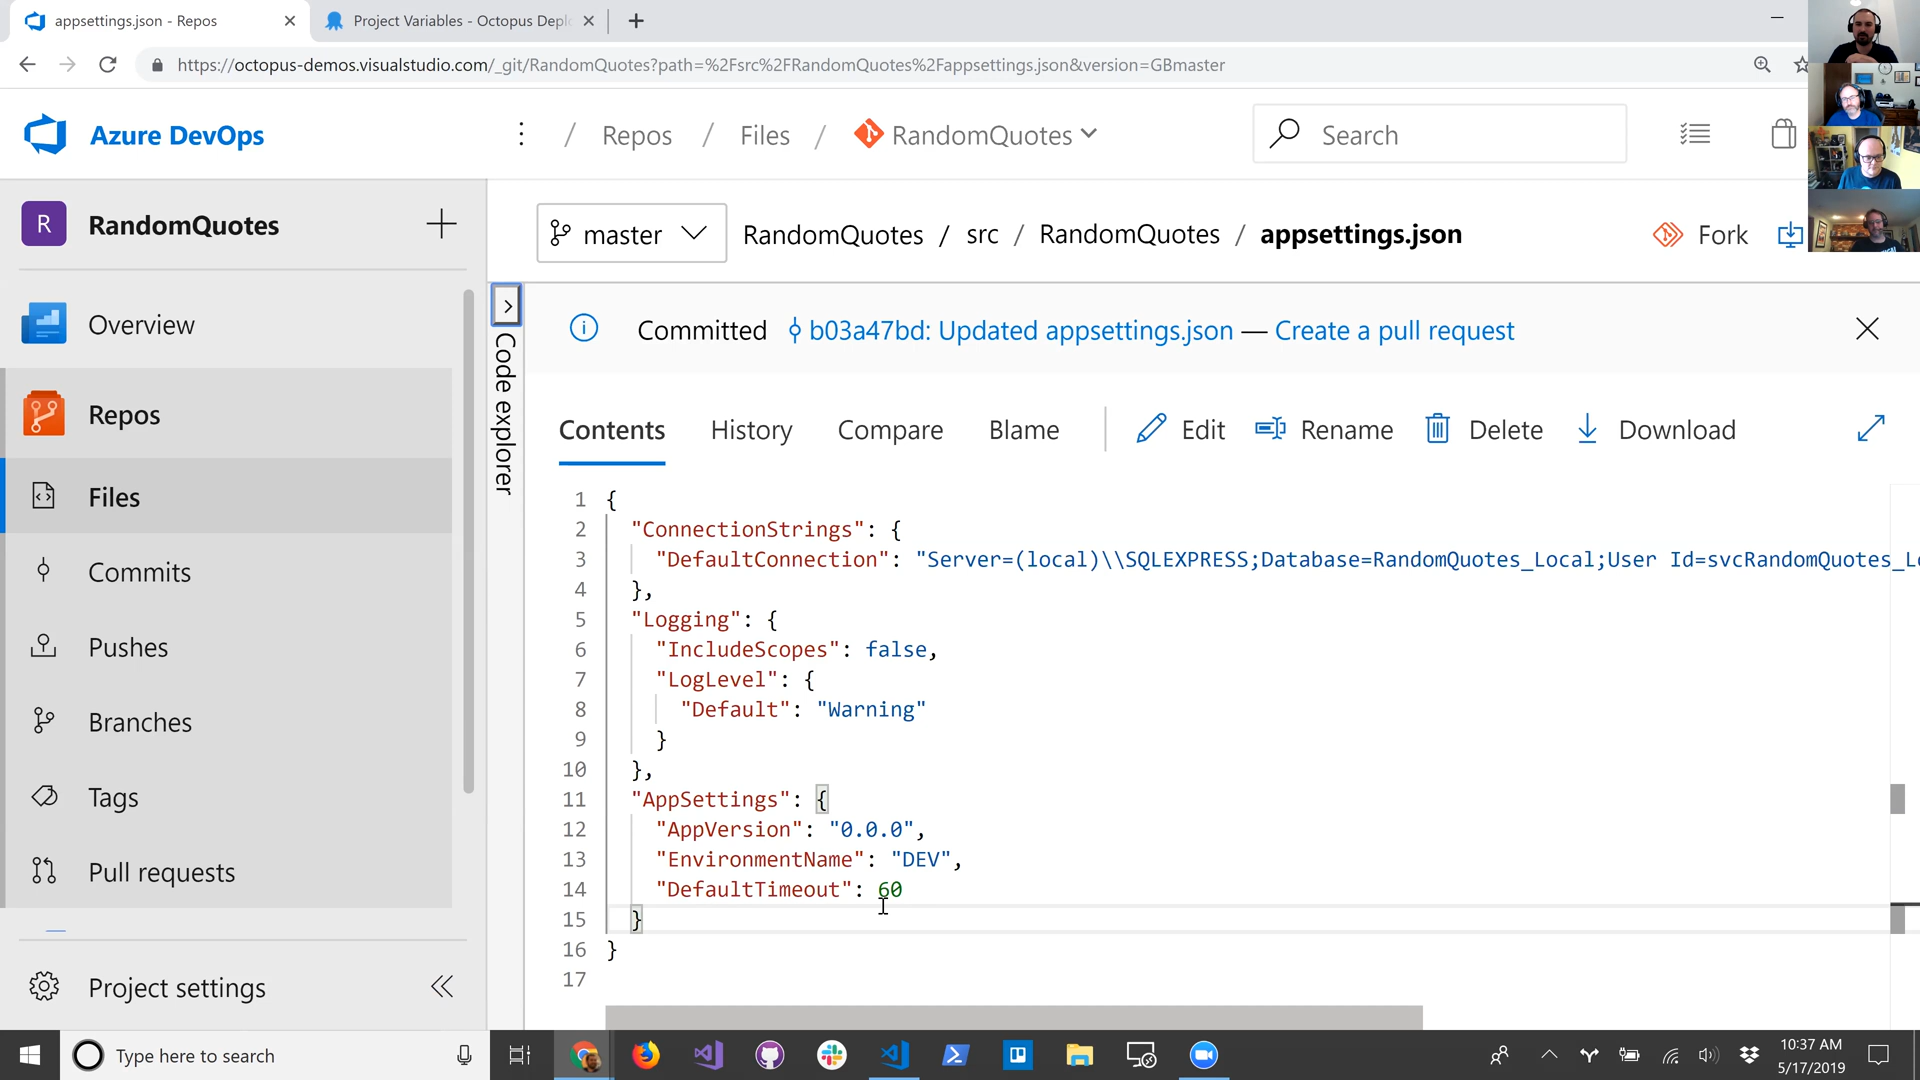 appsettings.json - Repos
Project Variables - Octopus Depl
https://octopus-demos.visualstudio.com/_git/RandomQuotes?path=%2Fsrc%2FRandomQuotes%2Fappsettings.json&version=GBmaster
Azure DevOps
/ Repos / Files / RandomQuotes
Search
R RandomQuotes
master
RandomQuotes / src / RandomQuotes / appsettings.json
Fork
Overview
Repos
Files
Commits
Pushes
Branches
Tags
Pull requests
Project settings
Code explorer
Committed b03a47bd: Updated appsettings.json — Create a pull request
Contents History Compare Blame Edit Rename Delete Download
1 {
2 "ConnectionStrings": {
3 "DefaultConnection": "Server=(local)\\SQLEXPRESS;Database=RandomQuotes_Local;User Id=svcRandomQuotes_Lo
4 },
5 "Logging": {
6 "IncludeScopes": false,
7 "LogLevel": {
8 "Default": "Warning"
9 }
10 },
11 "AppSettings": {
12 "AppVersion": "0.0.0",
13 "EnvironmentName": "DEV",
14 "DefaultTimeout": 60
15 }
16 }
17
Type here to search
10:37 AM
5/17/2019